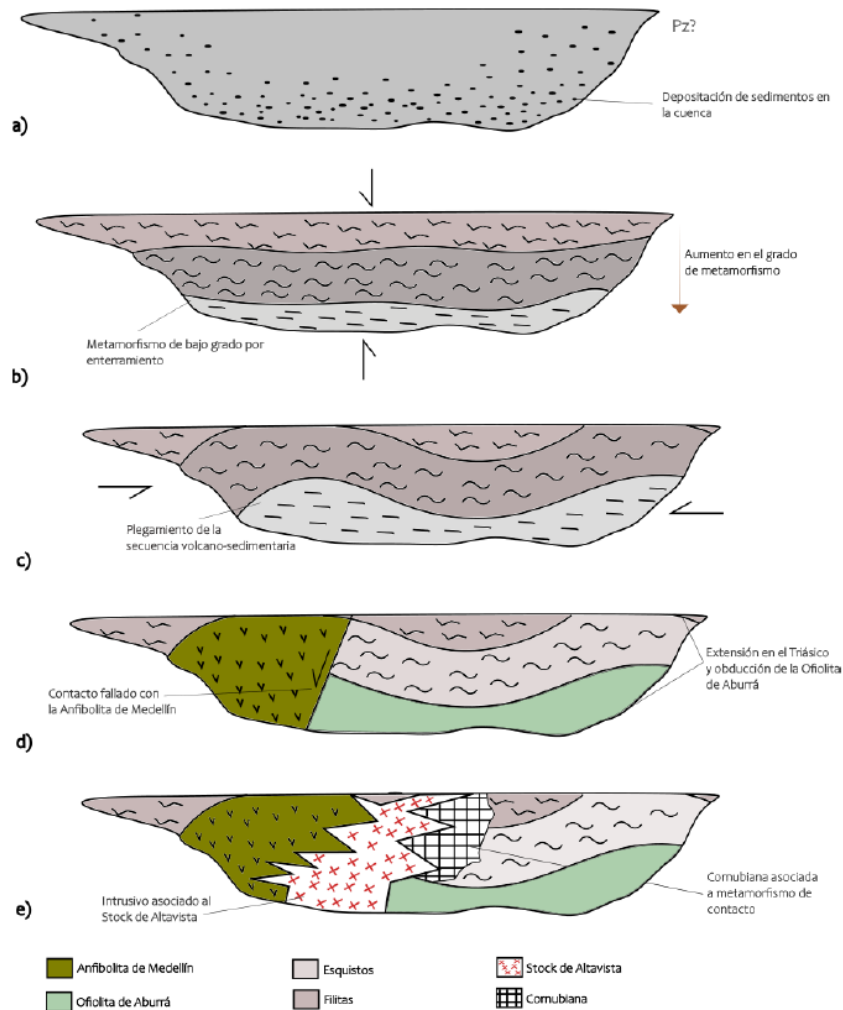 Pz?
Depositación de sedimentos en
la cuenca
a)
Aumento en el grado
de metamorfismo
Metamorfismo de bajo grado por
enterramiento
b)
Plegamiento de la
secuencia volcano-sedimentaria
c)
Extensión en el Triásico
y obducción de la Ofiolita
de Aburrá
Contacto fallado con
la Anfibolita de Medellín
d)
Cornubiana asociada
a metamorfismo de
contacto
Intrusivo asociado al
Stock de Altavista
e)
Anfibolita de Medellín
Esquistos
Stock de Altavista
Ofiolita de Aburrá
Filitas
Cornubiana